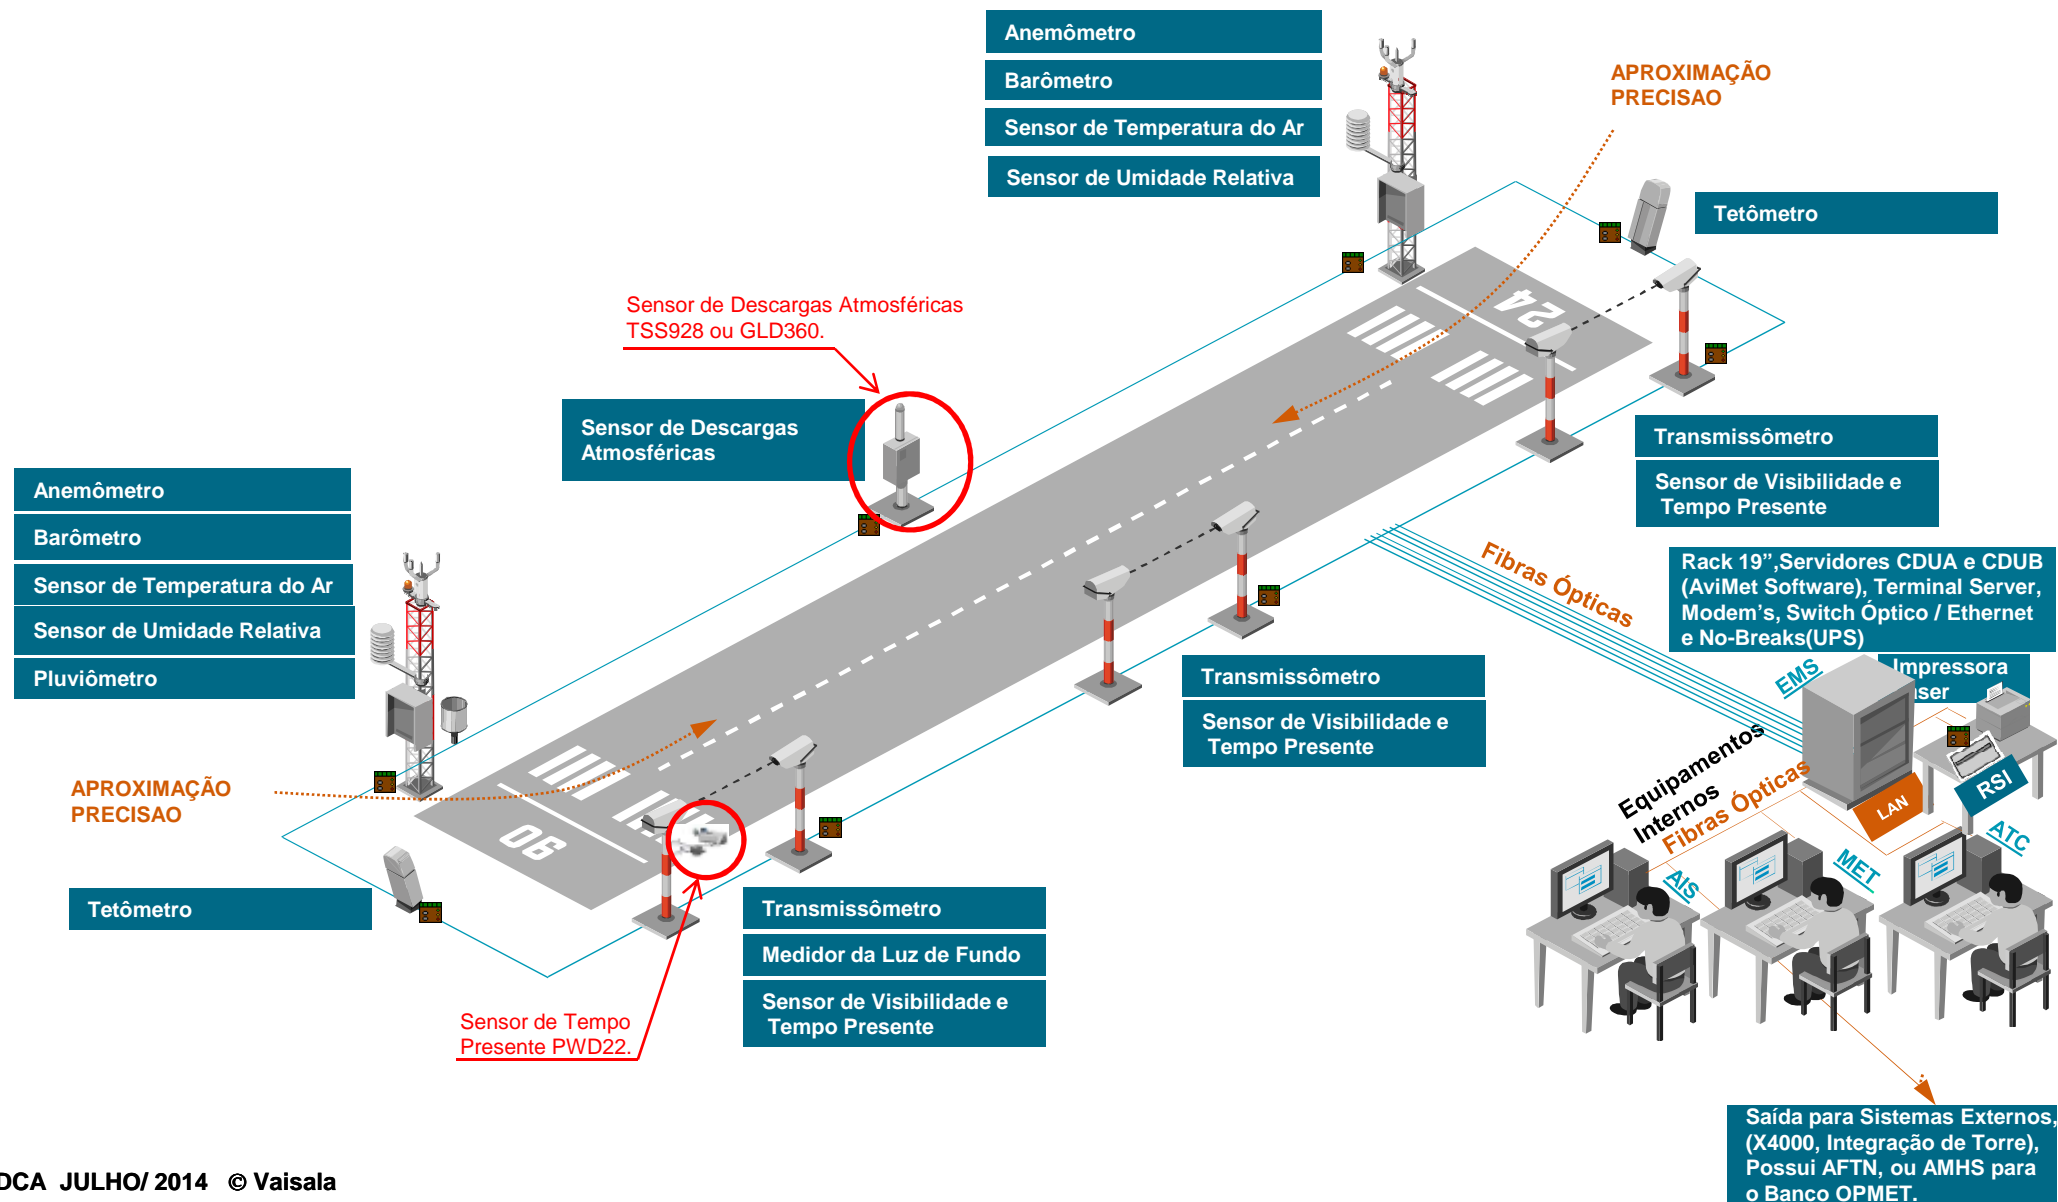 Anemômetro
Barômetro
Sensor de Temperatura do Ar
Sensor de Umidade Relativa
APROXIMAÇÃO
PRECISAO
Tetômetro
24
Sensor de Descargas Atmosféricas
TSS928 ou GLD360.
Sensor de Descargas
Atmosféricas
Transmissômetro
Sensor de Visibilidade e
Tempo Presente
Anemômetro
Barômetro
Sensor de Temperatura do Ar
Sensor de Umidade Relativa
Pluviômetro
Fibras Ópticas
Rack 19”,Servidores CDUA e CDUB
(AviMet Software), Terminal Server,
Modem's, Switch Óptico / Ethernet
e No-Breaks(UPS)
Impressora
EMS
Transmissômetro
Sensor de Visibilidade e
Tempo Presente
APROXIMAÇÃO
PRECISAO
06
Equipamentos
Internos
Fibras Ópticas
LAN
RSI
AIS
MET
ATC
Tetômetro
Transmissômetro
Medidor da Luz de Fundo
Sensor de Visibilidade e
Tempo Presente
Sensor de Tempo
Presente PWD22.
Saída para Sistemas Externos,
(X4000, Integração de Torre),
Possui AFTN, ou AMHS para
o Banco OPMET.
DCA JULHO/ 2014 © Vaisala